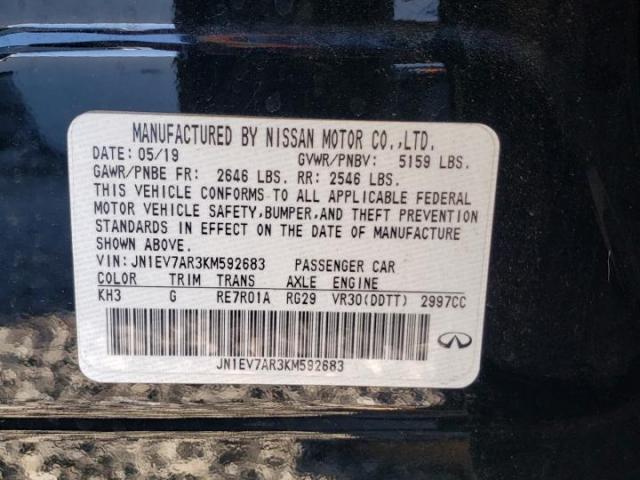 MANUFACTURED BY NISSAN MOTOR CO.,LTD.
DATE: 05/19 GVWR/PNBV: 5159 LBS.
GAWR/PNBE FR: 2646 LBS. RR: 2546 LBS.
THIS VEHICLE CONFORMS TO ALL APPLICABLE FEDERAL
MOTOR VEHICLE SAFETY,BUMPER,AND THEFT PREVENTION
STANDARDS IN EFFECT ON THE DATE OF MANUFACTURE
SHOWN ABOVE.
VIN: JN1EV7AR3KM592683 PASSENGER CAR
COLOR TRIM TRANS AXLE ENGINE
KH3 G RE7R01A RG29 VR30(DDTT) 2997CC
JN1EV7AR3KM592683